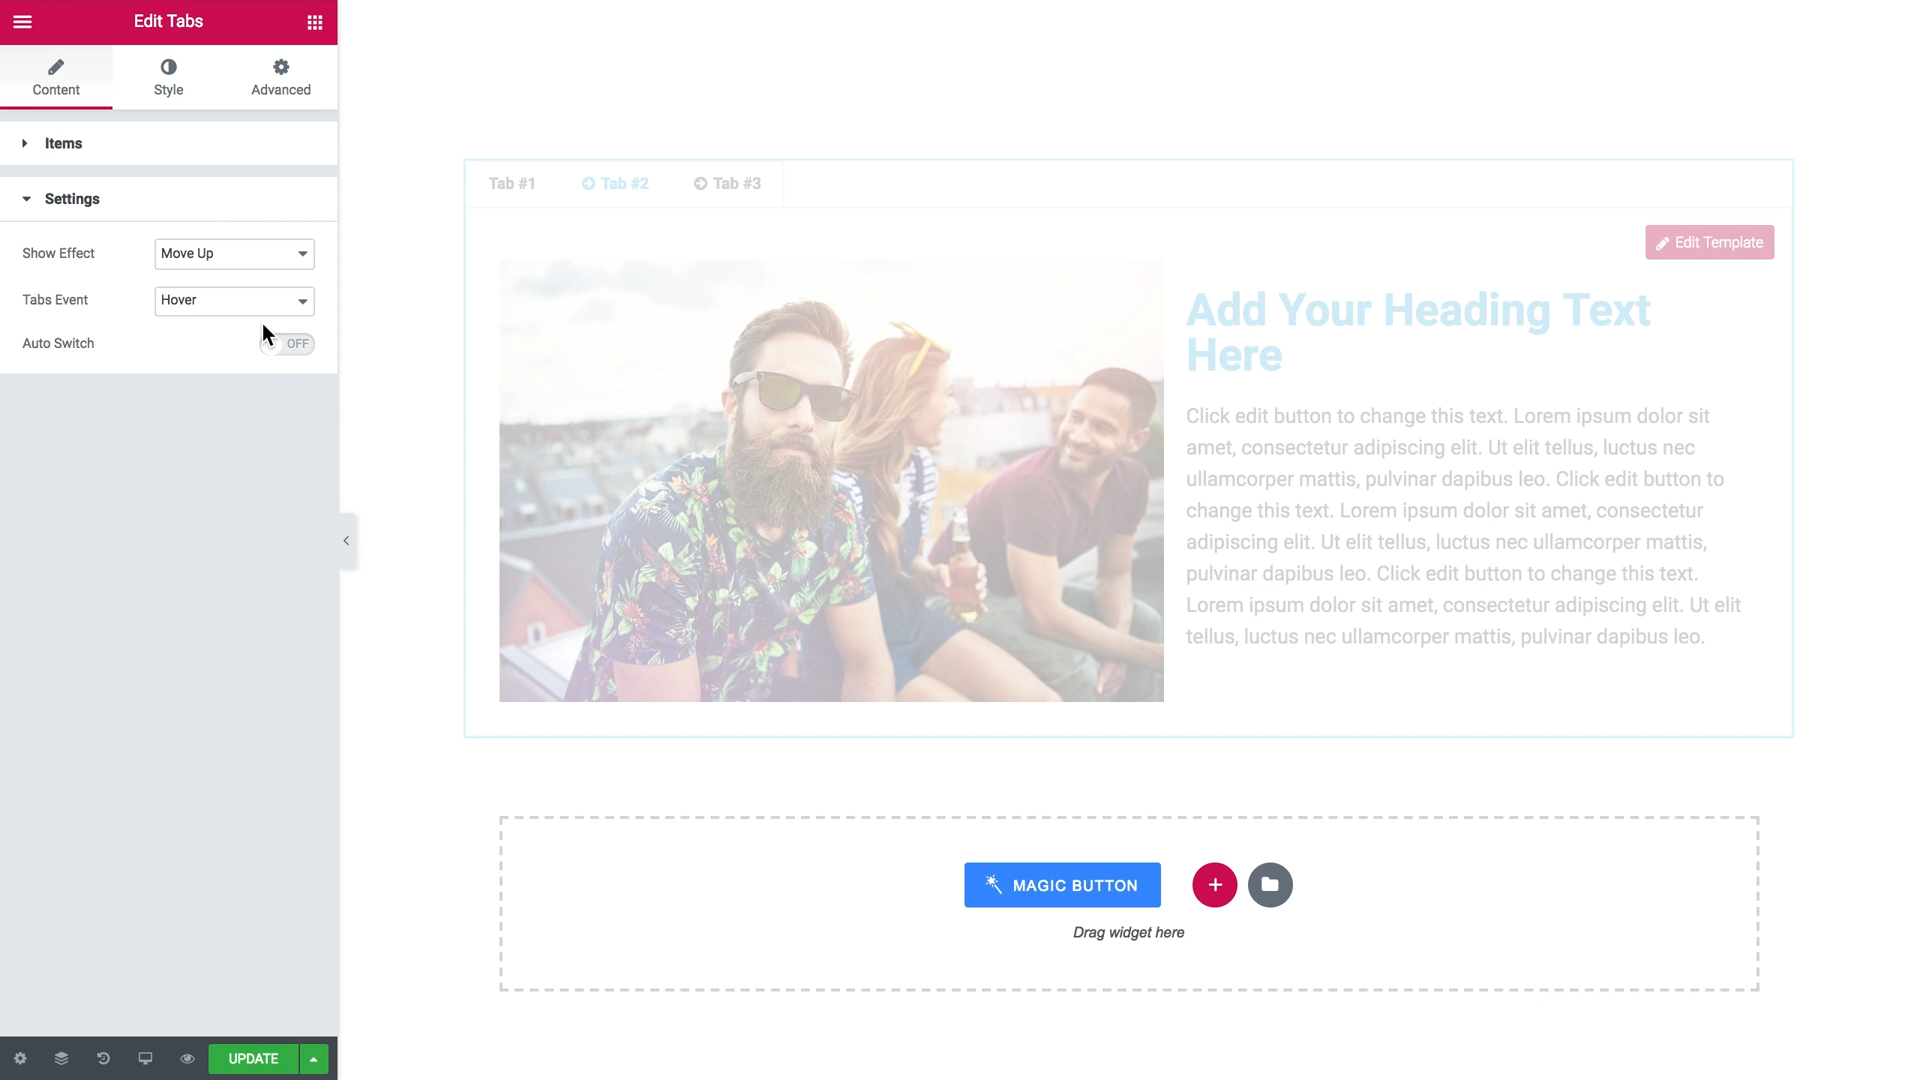 Edit Tabs
Content
Style
Advanced
Items
Settings
Show Effect
Move Up
Tabs Event
Hover
Auto Switch
OFF
UPDATE
Tab #1
Tab #2
Tab #3
Edit Template
Add Your Heading Text
Here
Click edit button to change this text. Lorem ipsum dolor sit
amet, consectetur adipiscing elit. Ut elit tellus, luctus nec
ullamcorper mattis, pulvinar dapibus leo. Click edit button to
change this text. Lorem ipsum dolor sit amet, consectetur
adipiscing elit. Ut elit tellus, luctus nec ullamcorper mattis,
pulvinar dapibus leo. Click edit button to change this text.
Lorem ipsum dolor sit amet, consectetur adipiscing elit. Ut elit
tellus, luctus nec ullamcorper mattis, pulvinar dapibus leo.
MAGIC BUTTON
Drag widget here